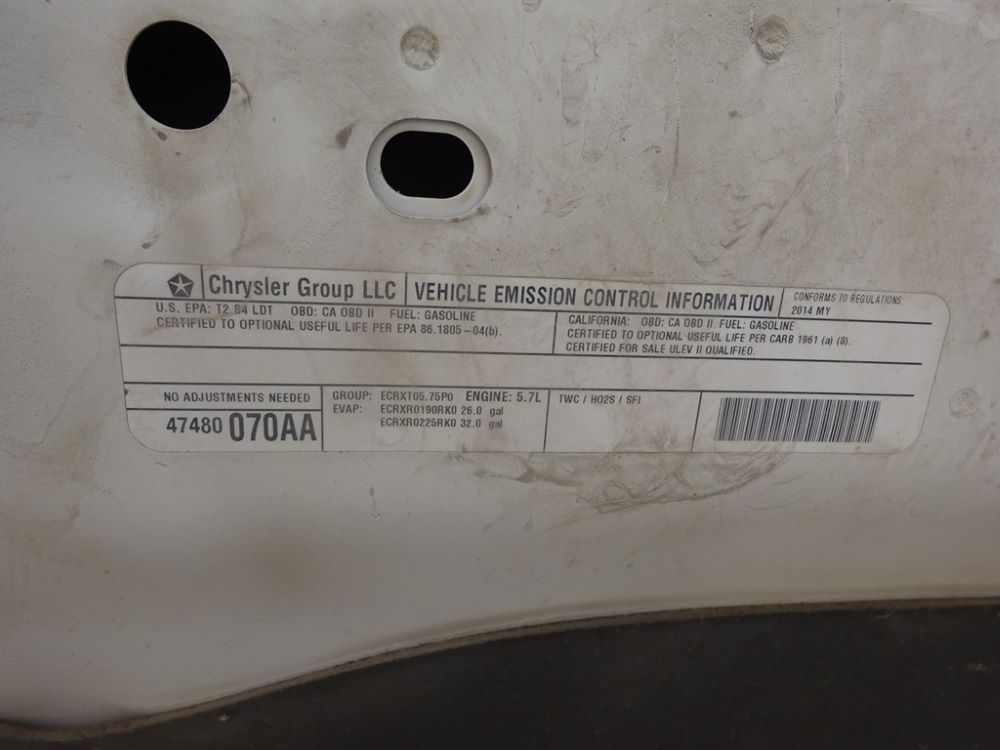 Chrysler Group LLC
VEHICLE EMISSION CONTROL INFORMATION
CONFORMS TO REGULATIONS
2014 MY
U.S. EPA: T2 B4 LDT OBD: CA OBD II FUEL: GASOLINE
CERTIFIED TO OPTIONAL USEFUL LIFE PER EPA 86.1805-04(b).
CALIFORNIA: OBD: CA OBD II FUEL: GASOLINE
CERTIFIED TO OPTIONAL USEFUL LIFE PER CARB 1961 (a) (8).
CERTIFIED FOR SALE ULEV II QUALIFIED.
NO ADJUSTMENTS NEEDED
47480 070AA
GROUP: ECRXT05.75P0 ENGINE: 5.7L
EVAP: ECRXR0190RK0 26.0 gal
ECRXR0225RK0 32.0 gal
TWC / HO2S / SFI